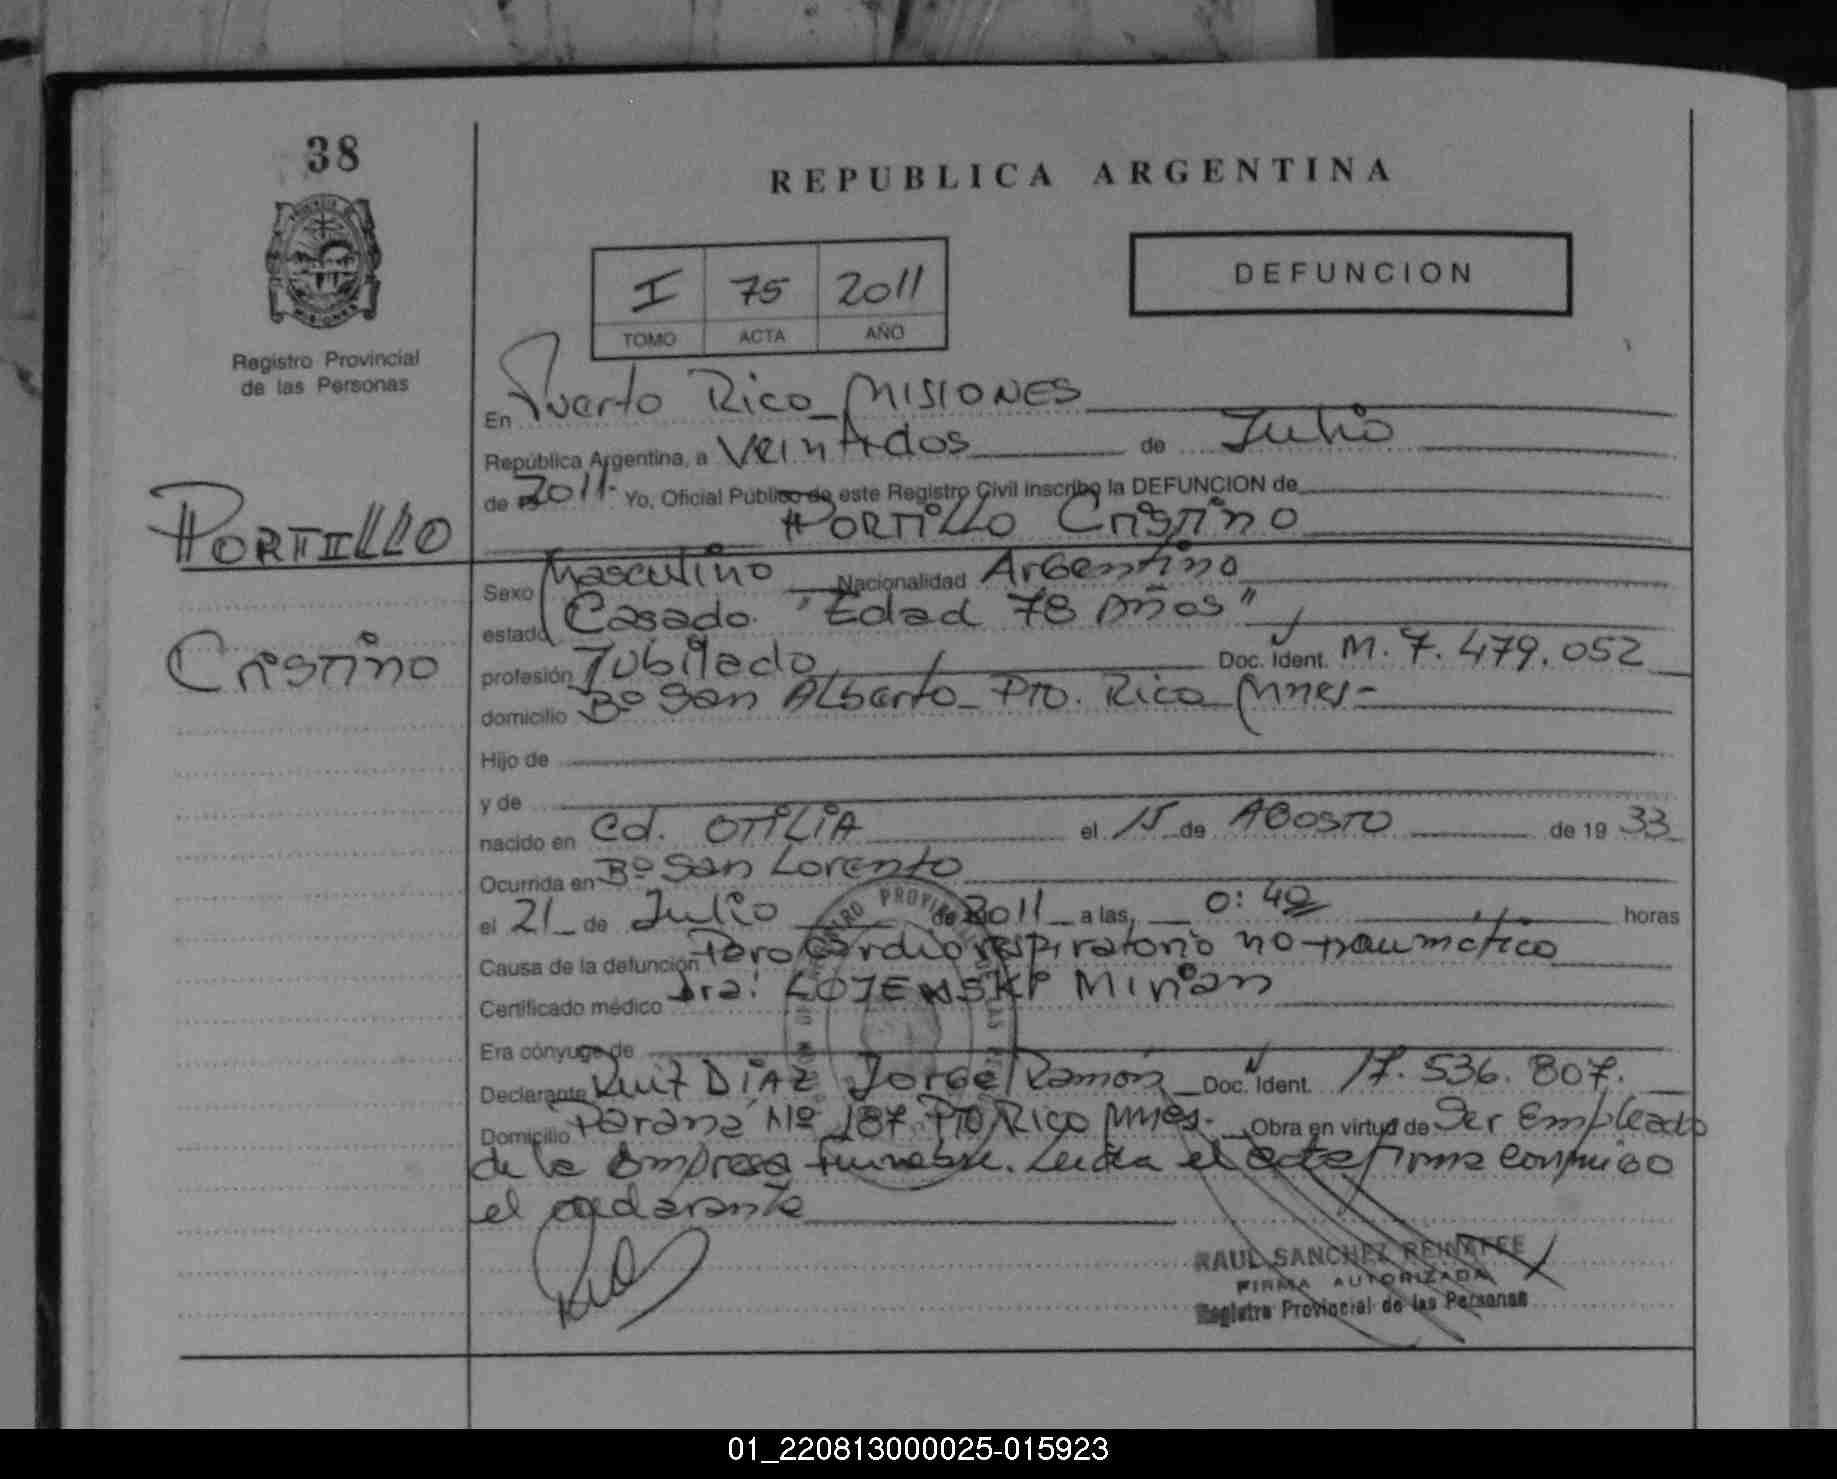 38
REPUBLICA ARGENTINA
I 75 2011
TOMO ACTA AÑO
DEFUNCION
Registro Provincial
de las Personas
En Puerto Rico _ MISIONES
República Argentina, a Veintidos de Julio
de 2011. Yo, Oficial Público de este Registro Civil inscribo la DEFUNCION de
PORTILLO Cristino
PORTILLO
Cristino
Sexo Masculino Nacionalidad Argentino
estado Casado. "Edad 78 Años"
profesión Jubilado Doc. Ident. M. 7.479.052
domicilio Bº San Alberto _ Pto. Rico Mnes-
Hijo de
y de
nacido en Cd. OTILIA el 15 de AGOSTO de 19 33
Ocurrida en Bº San Lorento
el 21 _ de Julio de 2011 _ a las, 0:40 horas
Causa de la defunción Paro Cardio respiratorio no traumatico
Certificado médico Dra: Mirian
Era cónyuge de
Declarante Ruiz DIAZ Jorge Ramón _ Doc. Ident. 17.536.807.
Domicilio Paraná Nº 187 Pto Rico Mnes. Obra en virtud de Ser Empleado
de la Empresa funebre. Leida el acta firma conmigo
el declarante
RAUL SANCHEZ
FIRMA AUTORIZADA
Registro Provincial de las Personas
01_220813000025-015923